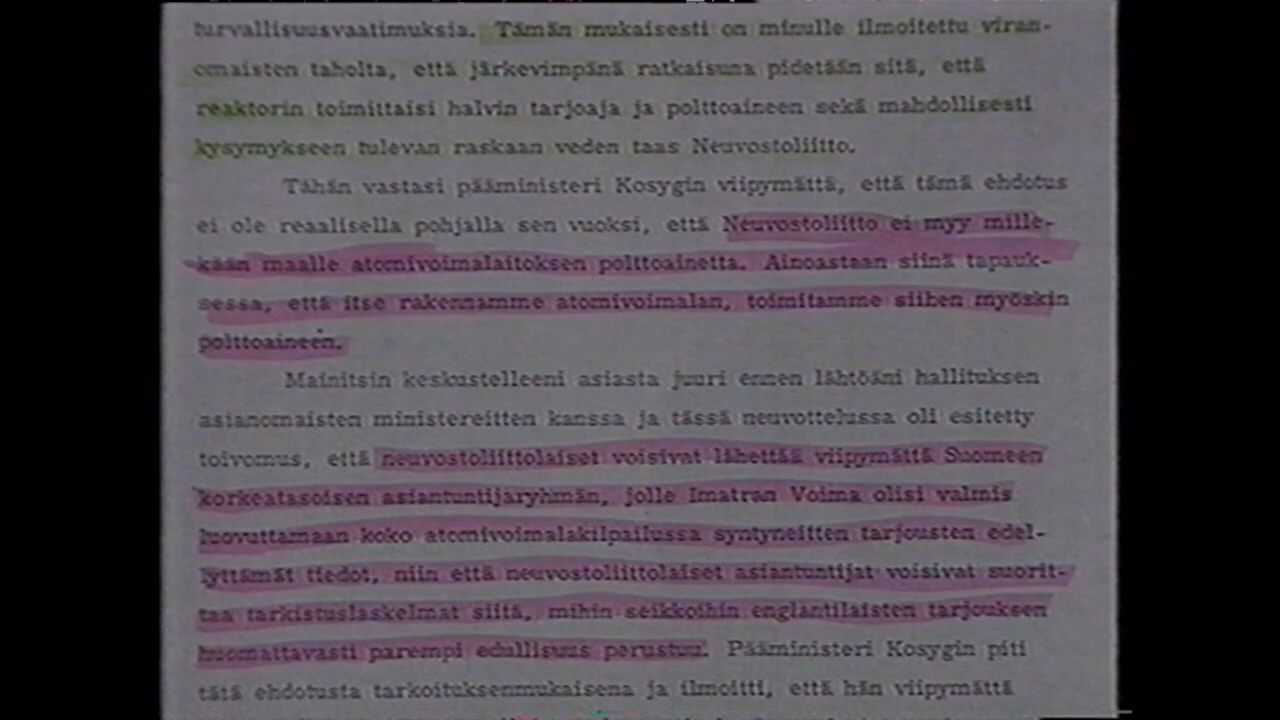 turvallisuusvaatimuksia. Tämän mukaisesti on minulle ilmoitettu viran-
omaisten taholta, että järkevimpänä ratkaisuna pidetään sitä, että
reaktorin toimittaisi halvin tarjoaja ja polttoaineen sekä mahdollisesti
kysymykseen tulevan raskaan veden taas Neuvostoliitto.
Tähän vastasi pääministeri Kosygin viipymättä, että tämä ehdotus
ei ole reaalisella pohjalla sen vuoksi, että Neuvostoliitto ei myy mille-
kään maalle atomivoimalaitoksen polttoainetta. Ainoastaan siinä tapauk-
sessa, että itse rakennamme atomivoimalan, toimitamme siihen myöskin
polttoaineen.
Mainitsin keskustelleeni asiasta juuri ennen lähtöäni hallituksen
asianomaisten ministereitten kanssa ja tässä neuvottelussa oli esitetty
toivomus, että neuvostoliittolaiset voisivat lähettää viipymättä Suomeen
korkeatasoisen asiantuntijaryhmän, jolle Imatran Voima olisi valmis
luovuttamaan koko atomivoimalakilpailussa syntyneitten tarjousten edel-
lyttämät tiedot, niin että neuvostoliittolaiset asiantuntijat voisivat suorit-
taa tarkistuslaskelmat siitä, mihin seikkoihin englantilaisten tarjouksen
huomattavasti parempi edullisuus perustuu. Pääministeri Kosygin piti
tätä ehdotusta tarkoituksenmukaisena ja ilmoitti, että hän viipymättä